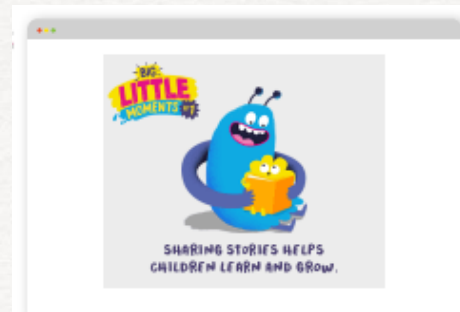 BIG
LITTLE
MOMENTS
SHARING STORIES HELPS
CHILDREN LEARN AND GROW.